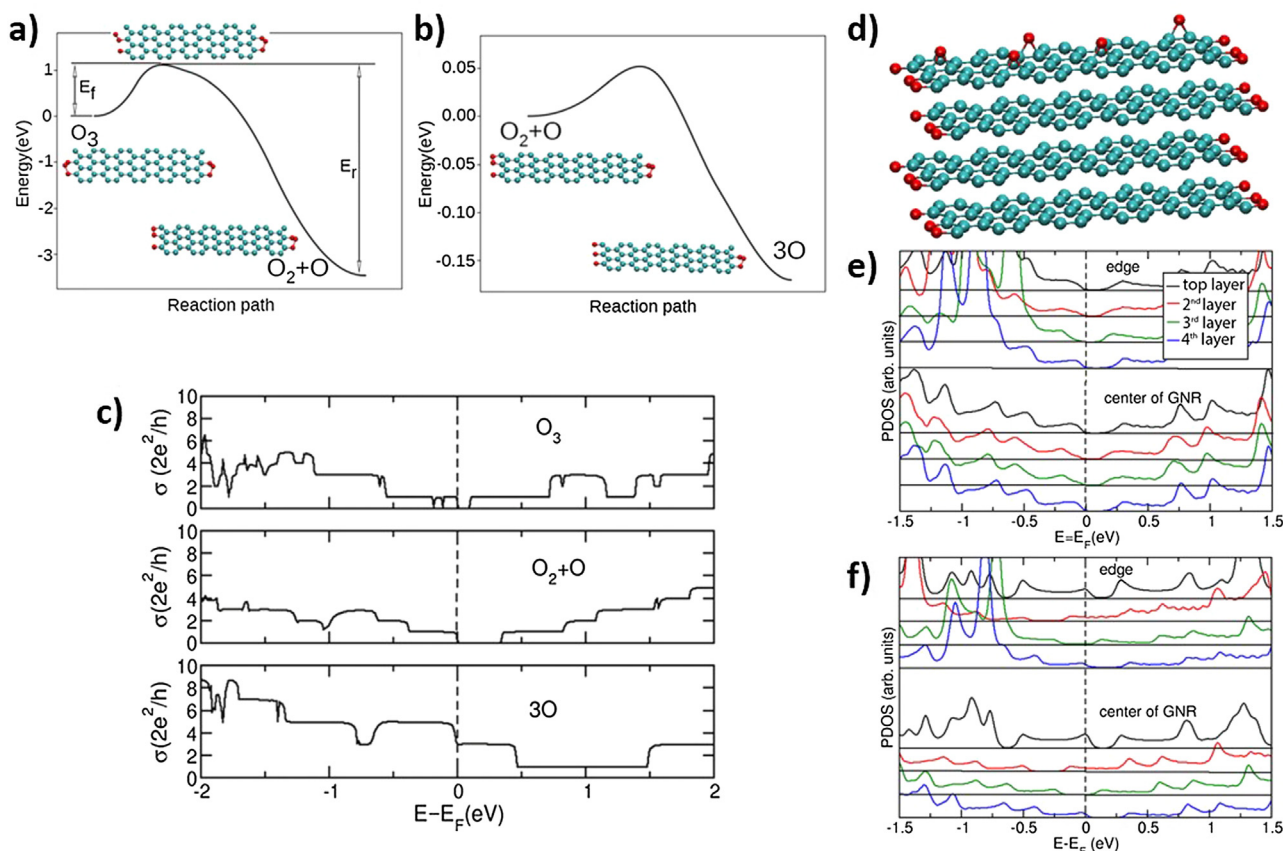 a)
Energy(eV)
1
0
-1
-2
-3
E_f
E_r
O₃
O₂+O
Reaction path
b)
Energy(eV)
0.05
0.00
-0.05
-0.10
-0.15
O₂+O
3O
Reaction path
c)
σ (2e²/h)
10
8
6
4
2
0
O₃
σ(2e²/h)
10
8
6
4
2
0
O₂+O
σ(2e²/h)
10
8
6
4
2
0
3O
-2 -1 0 1 2
E−E_F(eV)
d)
e)
PDOS (arb. units)
edge
top layer
2ⁿᵈ layer
3ʳᵈ layer
4ᵗʰ layer
center of GNR
-1.5 -1 -0.5 0 0.5 1 1.5
E=E_F(eV)
f)
PDOS (arb. units)
edge
center of GNR
-1.5 -1 -0.5 0 0.5 1 1.5
E-E_F(eV)